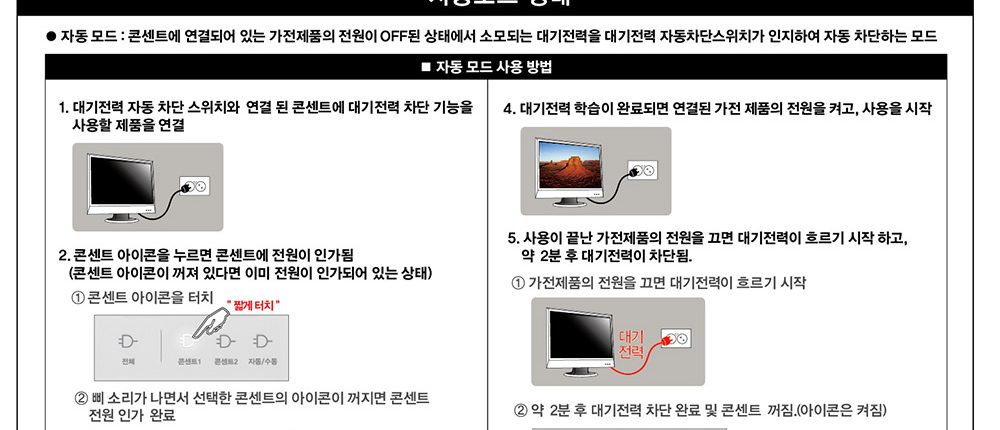 ● 자동 모드 : 콘센트에 연결되어 있는 가전제품의 전원이 OFF된 상태에서 소모되는 대기전력을 대기전력 자동차단스위치가 인지하여 자동 차단하는 모드
■ 자동 모드 사용 방법
1. 대기전력 자동 차단 스위치와 연결 된 콘센트에 대기전력 차단 기능을
사용할 제품을 연결
2. 콘센트 아이콘을 누르면 콘센트에 전원이 인가됨
(콘센트 아이콘이 꺼져 있다면 이미 전원이 인가되어 있는 상태)
① 콘센트 아이콘을 터치
" 짧게 터치 "
전체 콘센트1 콘센트2 자동/수동
② 삐 소리가 나면서 선택한 콘센트의 아이콘이 꺼지면 콘센트
전원 인가 완료
4. 대기전력 학습이 완료되면 연결된 가전 제품의 전원을 켜고, 사용을 시작
5. 사용이 끝난 가전제품의 전원을 끄면 대기전력이 흐르기 시작 하고,
약 2분 후 대기전력이 차단됨.
① 가전제품의 전원을 끄면 대기전력이 흐르기 시작
대기
전력
② 약 2분 후 대기전력 차단 완료 및 콘센트 꺼짐.(아이콘은 켜짐)